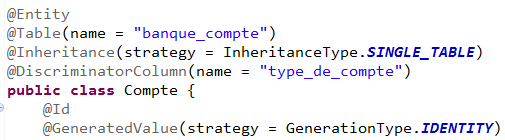 @Entity
@Table(name = "banque_compte")
@Inheritance(strategy = InheritanceType.SINGLE_TABLE)
@DiscriminatorColumn(name = "type_de_compte")
public class Compte {
@Id
@GeneratedValue(strategy = GenerationType.IDENTITY)